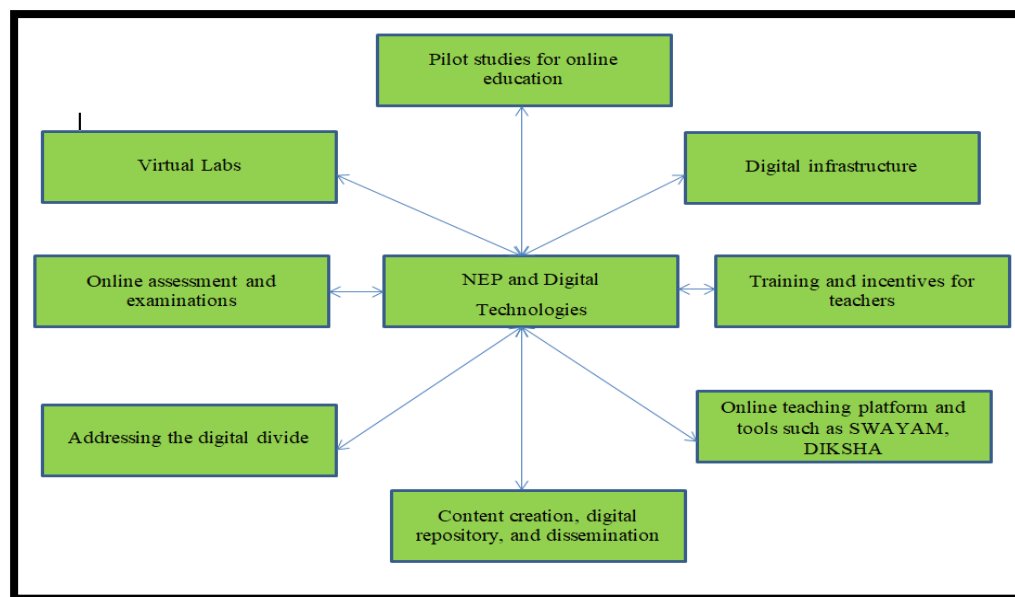 Pilot studies for online
education
Virtual Labs
Digital infrastructure
Online assessment and
examinations
NEP and Digital
Technologies
Training and incentives for
teachers
Addressing the digital divide
Online teaching platform and
tools such as SWAYAM,
DIKSHA
Content creation, digital
repository, and dissemination